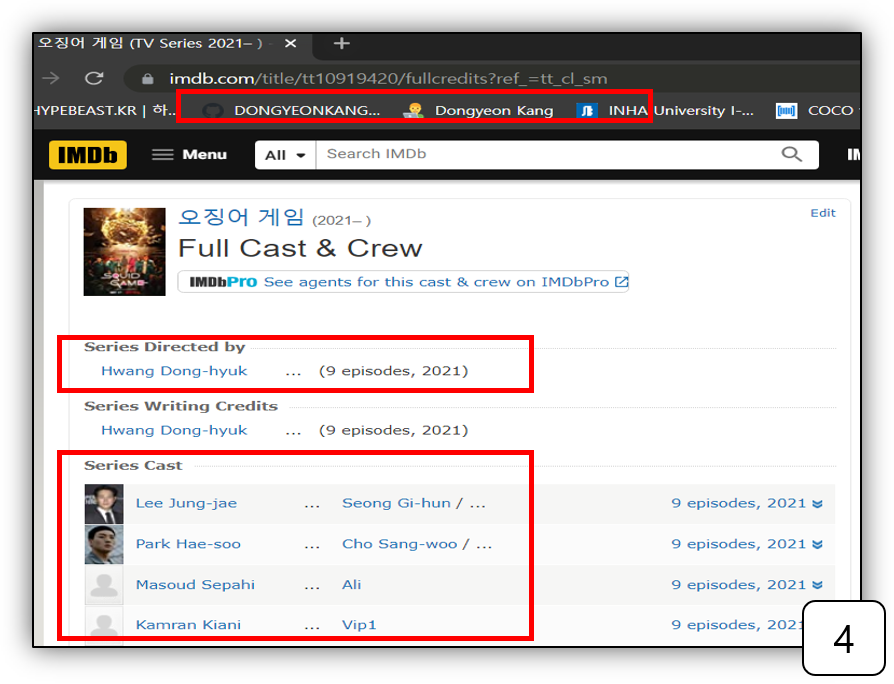 오징어 게임 (TV Series 2021– )
imdb.com/title/tt10919420/fullcredits?ref_=tt_cl_sm
HYPEBEAST.KR | 하... DONGYEONKANG... Dongyeon Kang INHA University I-... COCO
IMDb Menu All Search IMDb
오징어 게임 (2021– ) Edit
Full Cast & Crew
IMDbPro See agents for this cast & crew on IMDbPro
SQUID GAME
Series Directed by
Hwang Dong-hyuk ... (9 episodes, 2021)
Series Writing Credits
Hwang Dong-hyuk ... (9 episodes, 2021)
Series Cast
Lee Jung-jae ... Seong Gi-hun / ... 9 episodes, 2021
Park Hae-soo ... Cho Sang-woo / ... 9 episodes, 2021
Masoud Sepahi ... Ali 9 episodes, 2021
Kamran Kiani ... Vip1 9 episodes, 2021
4